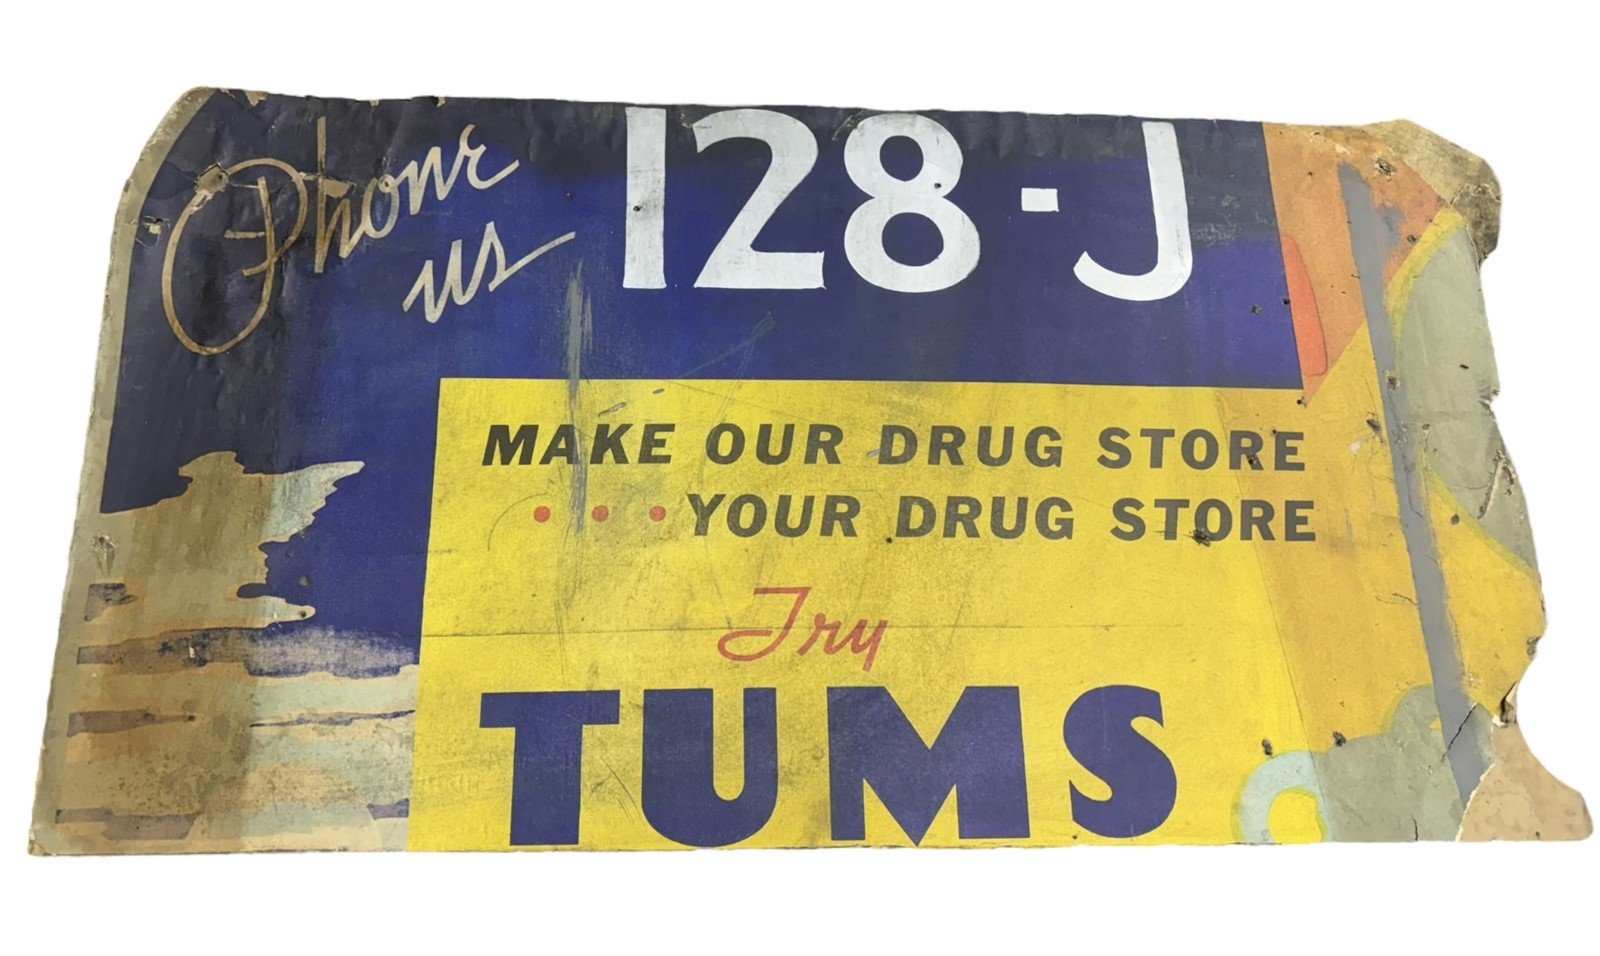 Phone us 128-J
MAKE OUR DRUG STORE
...YOUR DRUG STORE
Try
TUMS